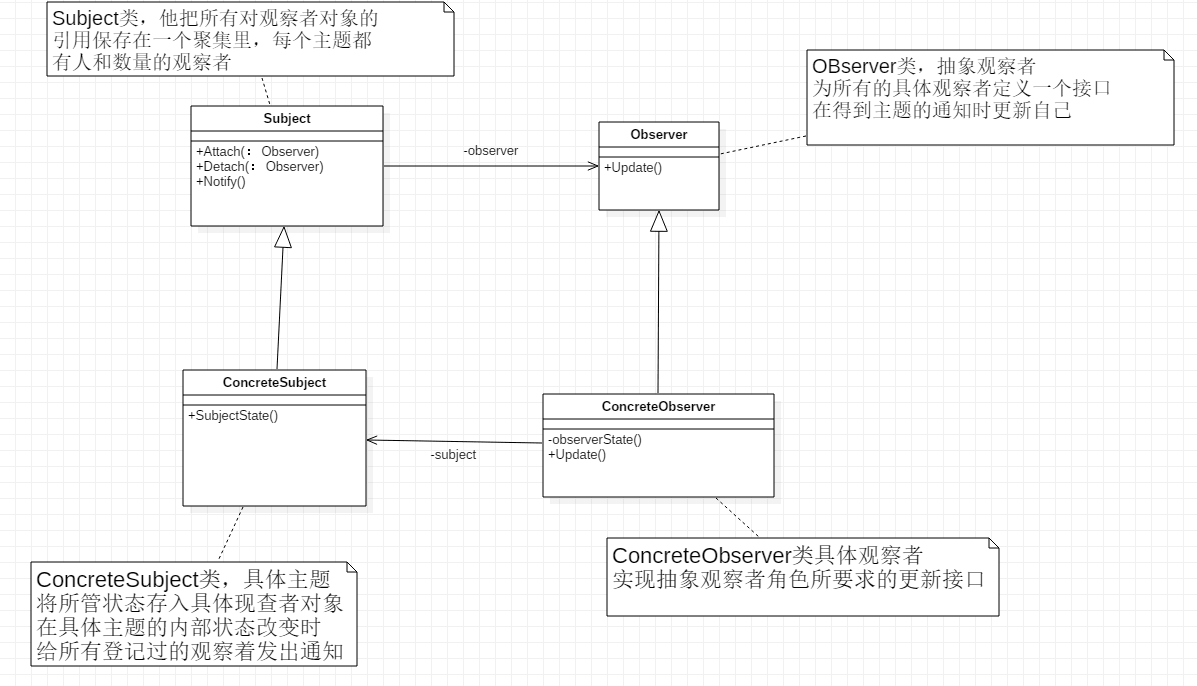 Subject类，他把所有对观察者对象的
引用保存在一个聚集里，每个主题都
有人和数量的观察者
OBserver类，抽象观察者
为所有的具体观察者定义一个接口
在得到主题的通知时更新自己
Subject
+Attach(：Observer)
+Detach(：Observer)
+Notify()
-observer
Observer
+Update()
ConcreteSubject
+SubjectState()
-subject
ConcreteObserver
-observerState()
+Update()
ConcreteSubject类，具体主题
将所管状态存入具体现查者对象
在具体主题的内部状态改变时
给所有登记过的观察着发出通知
ConcreteObserver类具体观察者
实现抽象观察者角色所要求的更新接口